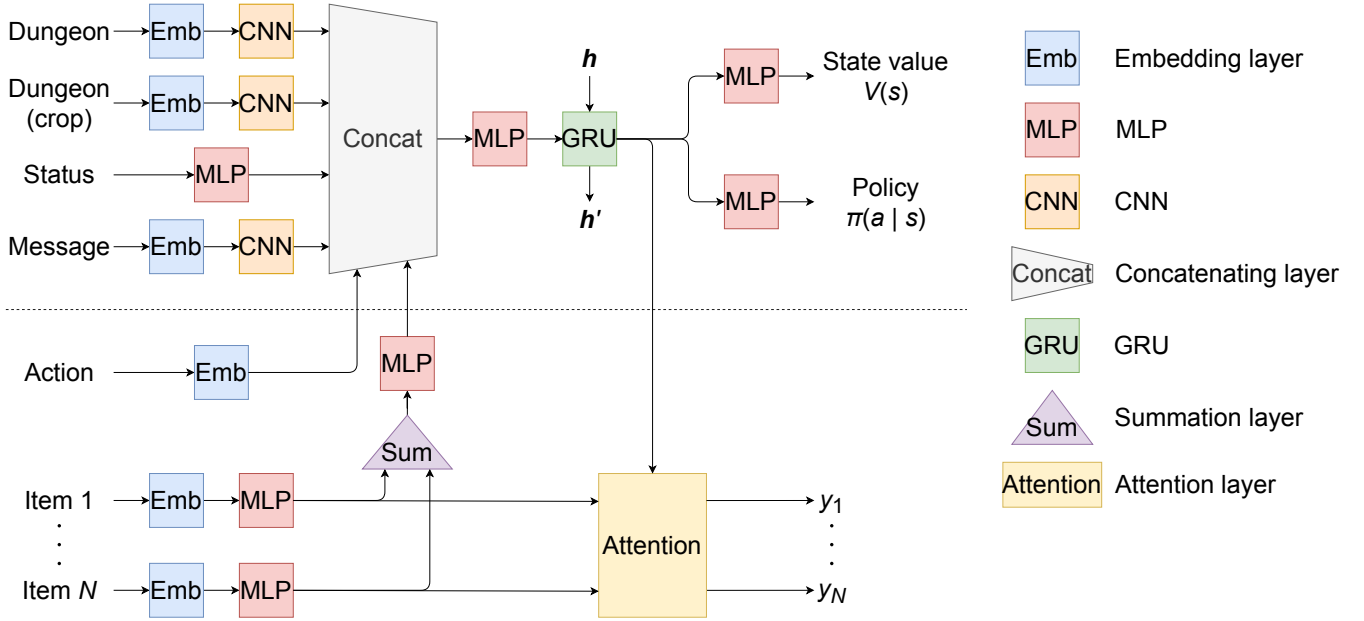 Dungeon
Emb
CNN
Dungeon
(crop)
Emb
CNN
Status
MLP
Message
Emb
CNN
Concat
MLP
h
GRU
h'
MLP
State value
V(s)
MLP
Policy
π(a | s)
Action
Emb
MLP
Sum
Item 1
Emb
MLP
Item N
Emb
MLP
Attention
y1
yN
Emb
Embedding layer
MLP
MLP
CNN
CNN
Concat
Concatenating layer
GRU
GRU
Sum
Summation layer
Attention
Attention layer